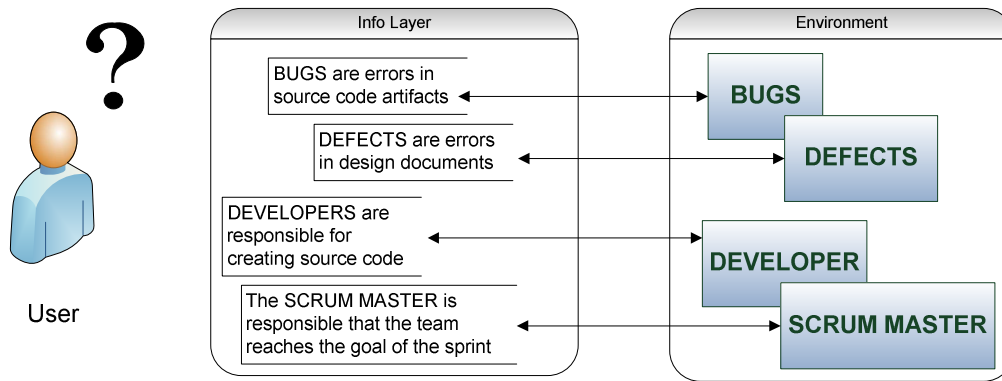 ?
Info Layer
Environment
BUGS are errors in
source code artifacts
BUGS
DEFECTS are errors
in design documents
DEFECTS
DEVELOPERS are
responsible for
creating source code
DEVELOPER
The SCRUM MASTER is
responsible that the team
reaches the goal of the sprint
SCRUM MASTER
User